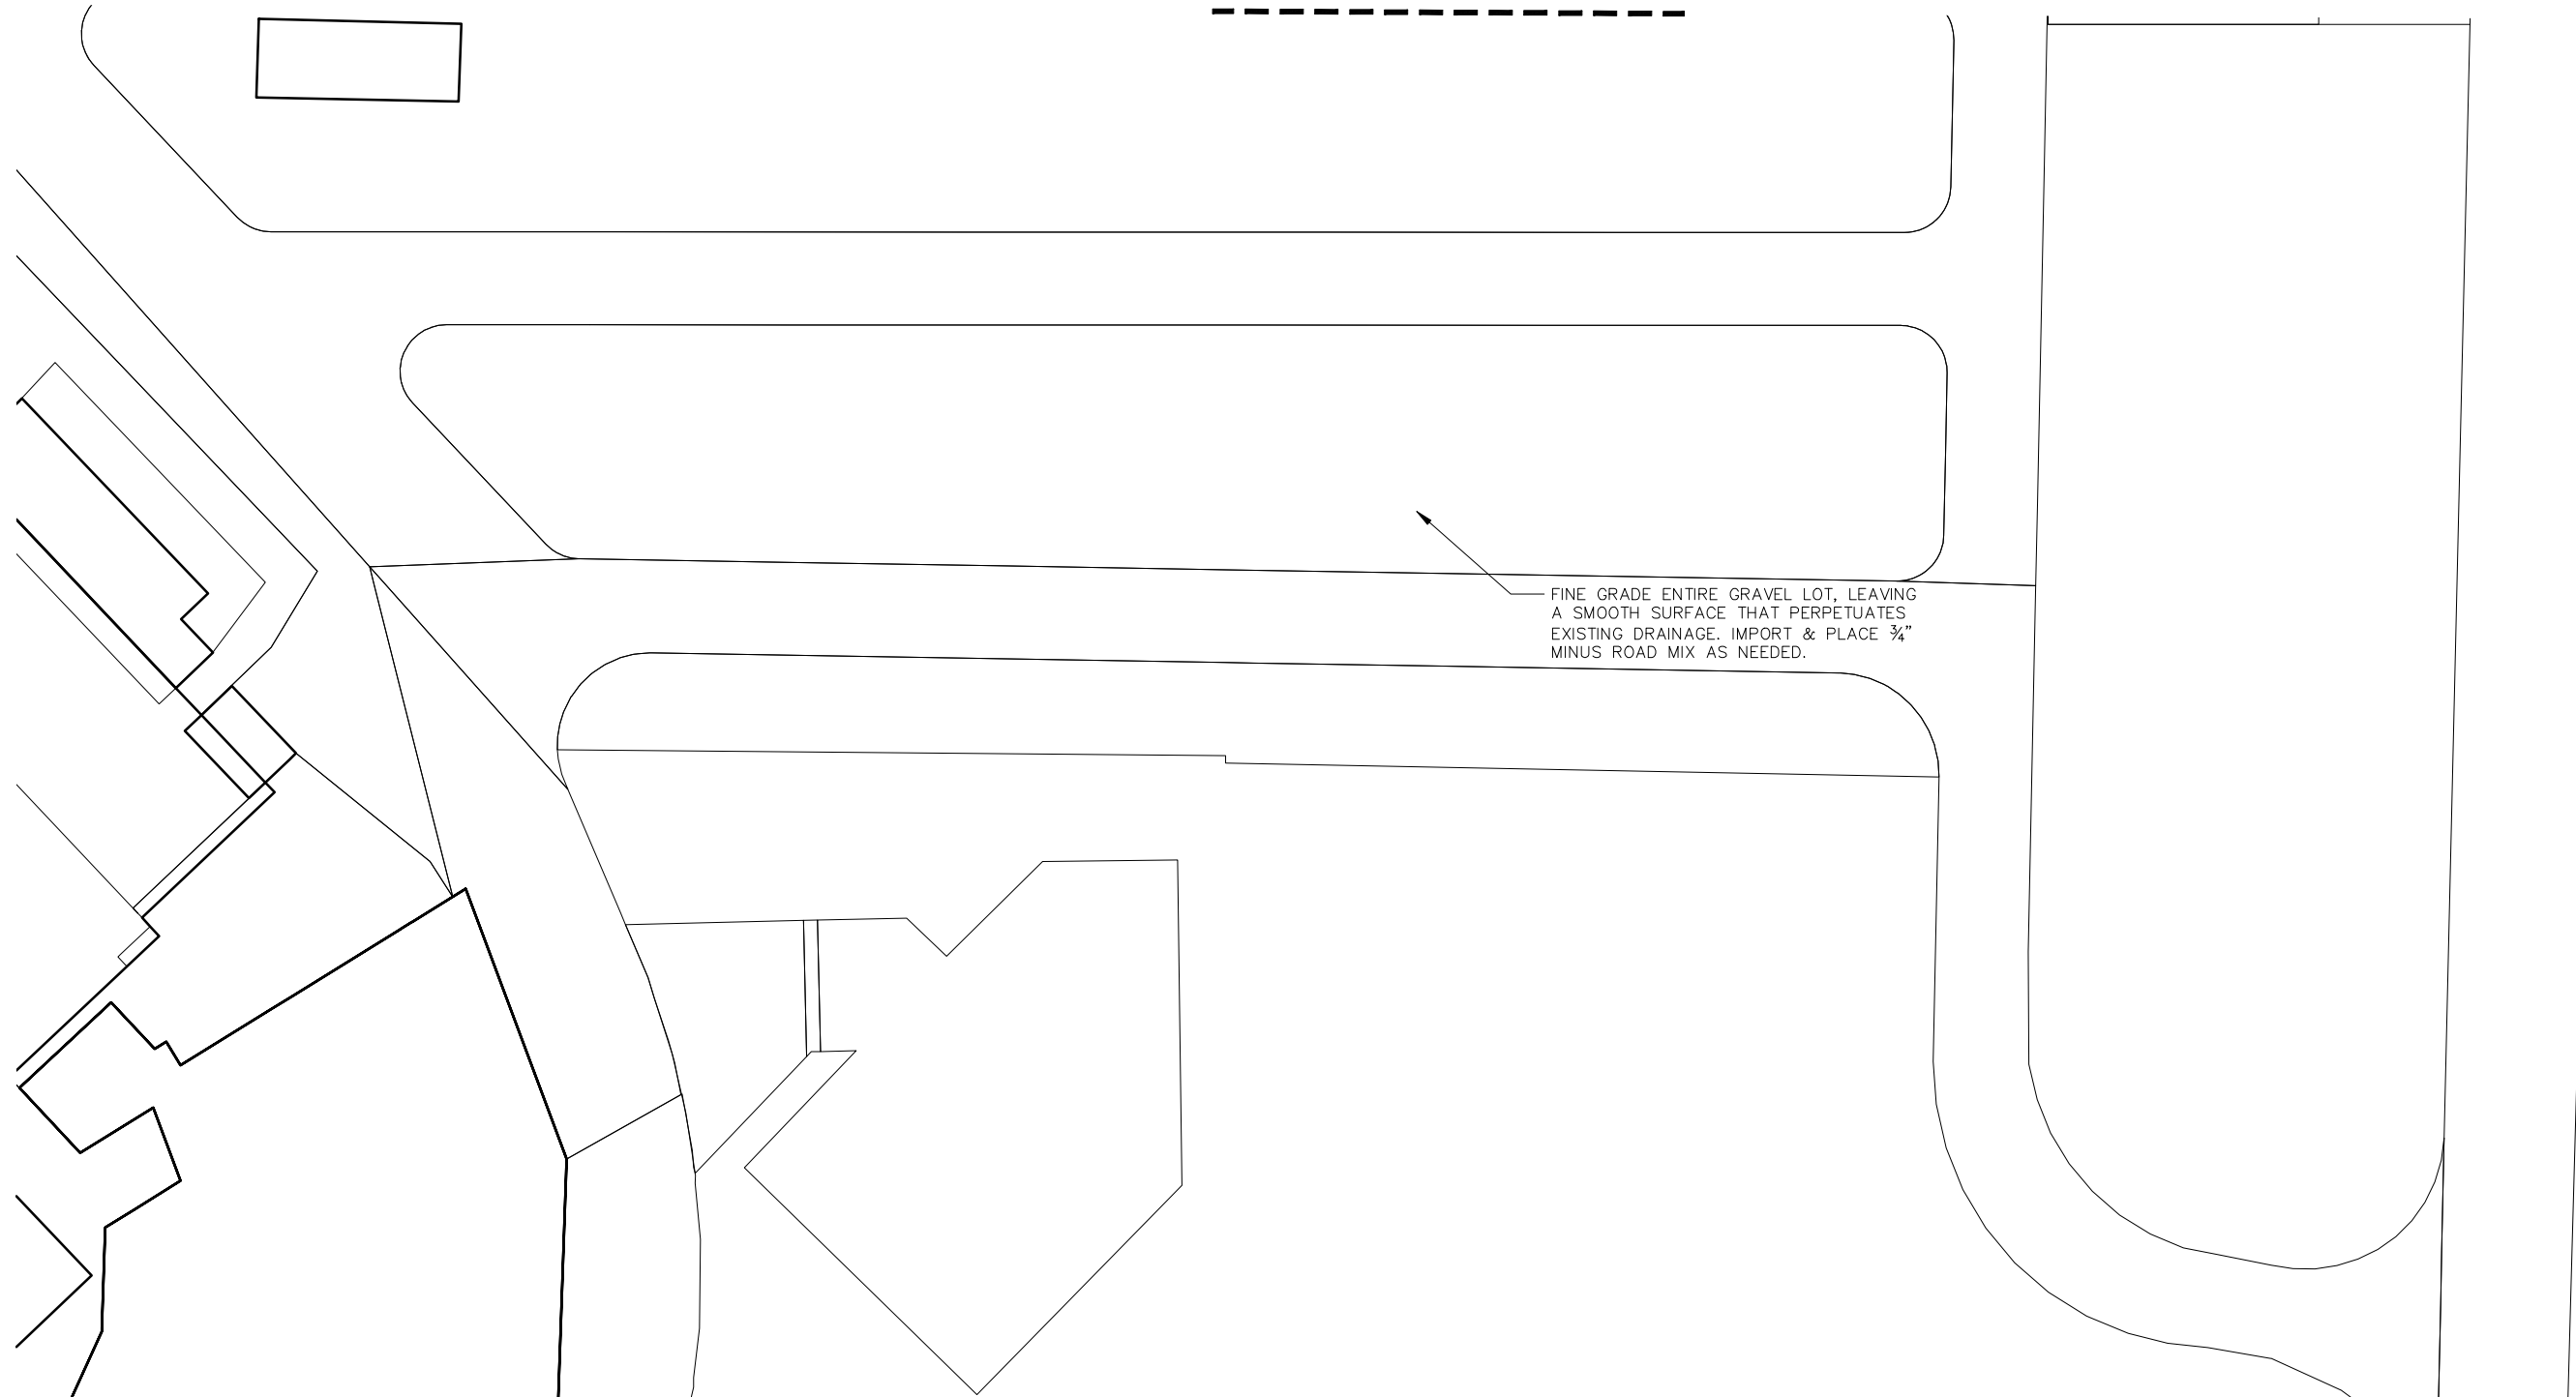 FINE GRADE ENTIRE GRAVEL LOT, LEAVING
A SMOOTH SURFACE THAT PERPETUATES
EXISTING DRAINAGE. IMPORT & PLACE ¾"
MINUS ROAD MIX AS NEEDED.